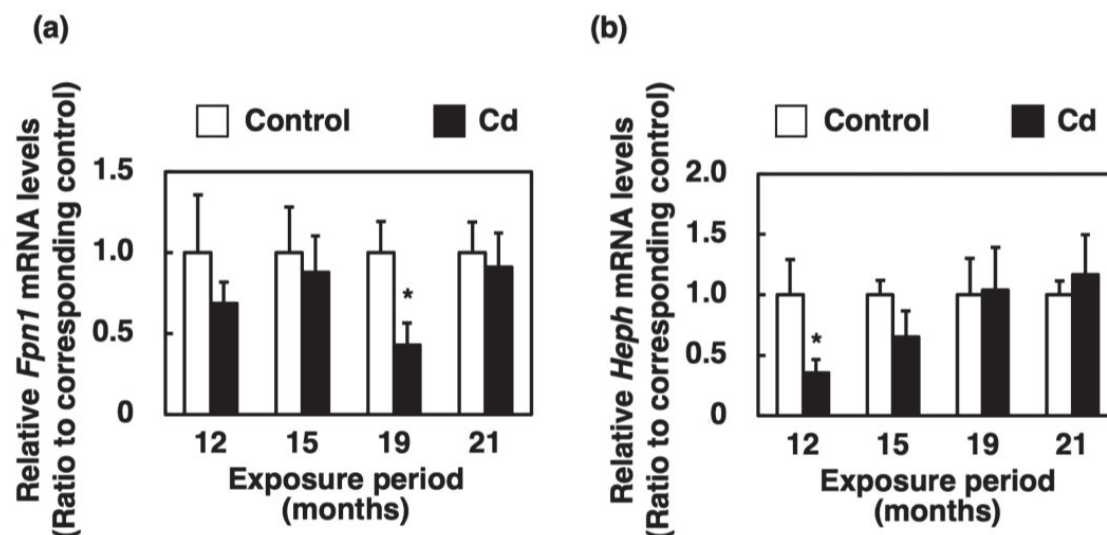 (a)
Relative Fpn1 mRNA levels
(Ratio to corresponding control)
Control Cd
1.5
1.0
0.5
0
*
12 15 19 21
Exposure period
(months)
(b)
Relative Heph mRNA levels
(Ratio to corresponding control)
Control Cd
2.0
1.5
1.0
0.5
0
*
12 15 19 21
Exposure period
(months)